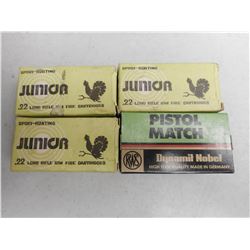 SPORT-HUNTING
JUNIOR
.22 LONG RIFLE RIM FIRE CARTRIDGES
SPORT-HUNTING
JUNIOR
.22 LONG RIFLE RIM FIRE CARTRIDGES
SPORT-HUNTING
JUNIOR
.22 LONG RIFLE RIM FIRE CARTRIDGES
PISTOL
MATCH
RWS
Dynamit Nobel
HIGH QUALITY MADE IN GERMANY